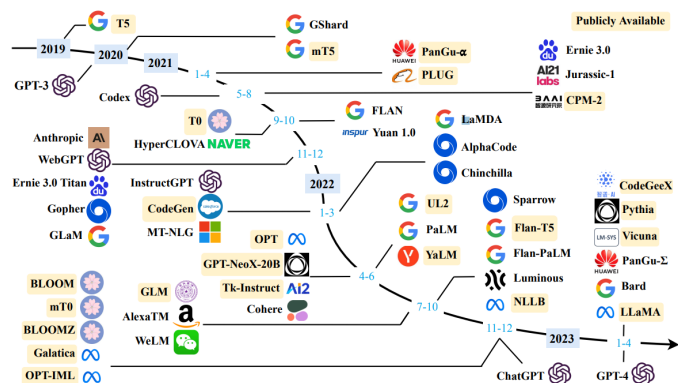 T5
GShard
Publicly Available
2019
mT5
2020
PanGu-α
HUAWEI
Ernie 3.0
du
2021
1-4
PLUG
AI21
labs
Jurassic-1
GPT-3
Codex
5-8
BAAI
CPM-2
T0
9-10
FLAN
LaMDA
HyperCLOVA
NAVER
inspur
Yuan 1.0
AlphaCode
Anthropic
A\
WebGPT
11-12
Chinchilla
Ernie 3.0 Titan
du
InstructGPT
2022
Gopher
CodeGen
1-3
GLaM
MT-NLG
UL2
Sparrow
CodeGeeX
PaLM
Flan-T5
Pythia
OPT
YaLM
Flan-PaLM
LM-SYS
Vicuna
GPT-NeoX-20B
4-6
HUAWEI
PanGu-Σ
BLOOM
GLM
Tk-Instruct
Ai2
Luminous
Bard
mT0
AlexaTM
a
Cohere
7-10
NLLB
LLaMA
BLOOMZ
WeLM
11-12
Galatica
2023
1-4
OPT-IML
ChatGPT
GPT-4